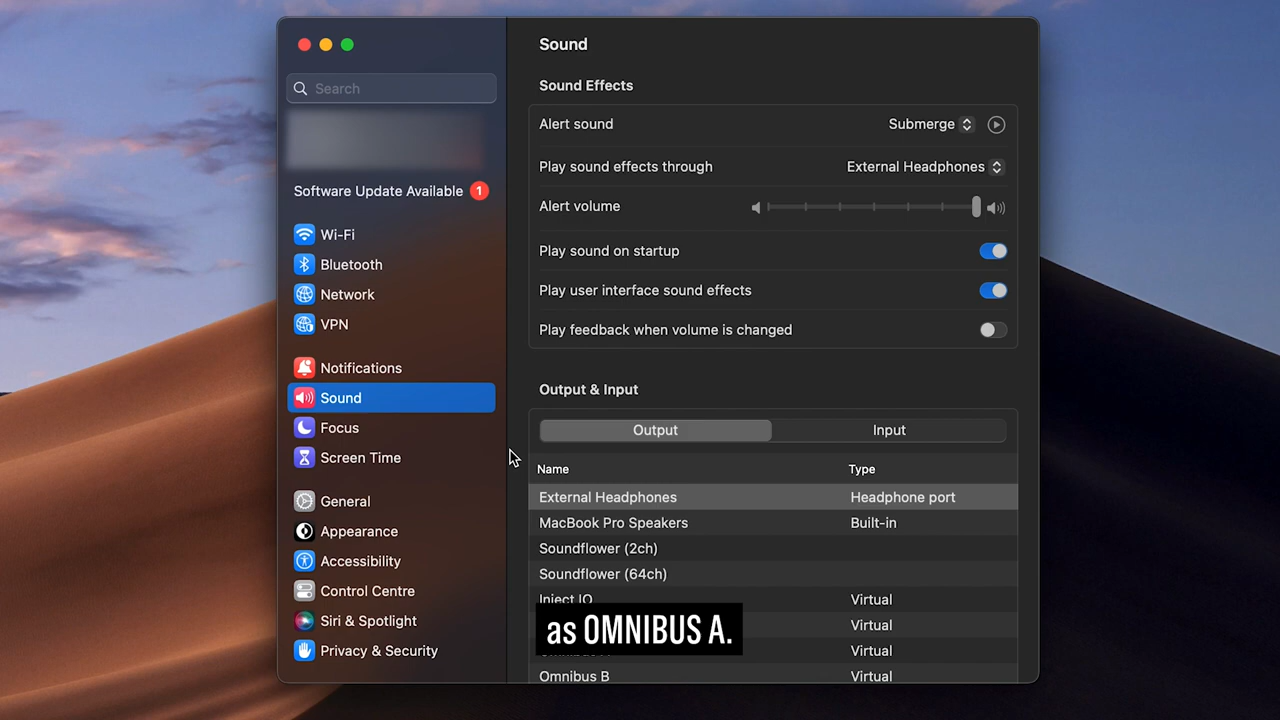 Sound
Search
Sound Effects
Alert sound
Submerge
Play sound effects through
External Headphones
Software Update Available 1
Alert volume
Wi-Fi
Play sound on startup
Bluetooth
Play user interface sound effects
Network
VPN
Play feedback when volume is changed
Notifications
Sound
Focus
Screen Time
General
Appearance
Accessibility
Control Centre
Siri & Spotlight
Privacy & Security
Output & Input
Output
Input
Name
Type
External Headphones
Headphone port
MacBook Pro Speakers
Built-in
Soundflower (2ch)
Soundflower (64ch)
Inject IO
Virtual
Virtual
Virtual
Omnibus B
Virtual
as OMNIBUS A.